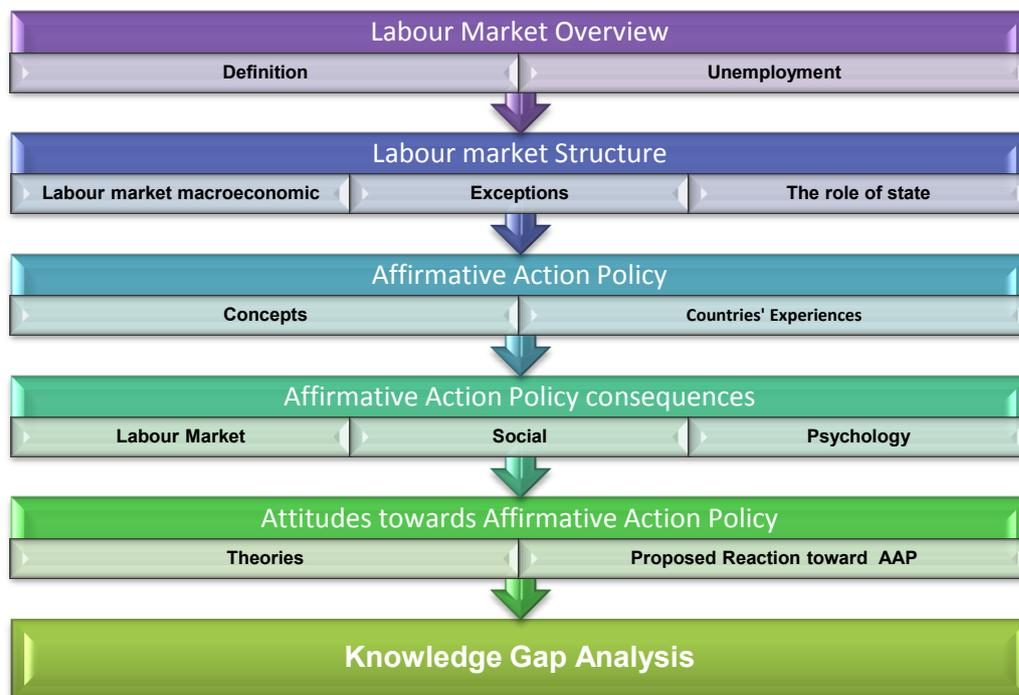 Labour Market Overview
Definition
Unemployment
Labour market Structure
Labour market macroeconomic
Exceptions
The role of state
Affirmative Action Policy
Concepts
Countries' Experiences
Affirmative Action Policy consequences
Labour Market
Social
Psychology
Attitudes towards Affirmative Action Policy
Theories
Proposed Reaction toward AAP
Knowledge Gap Analysis